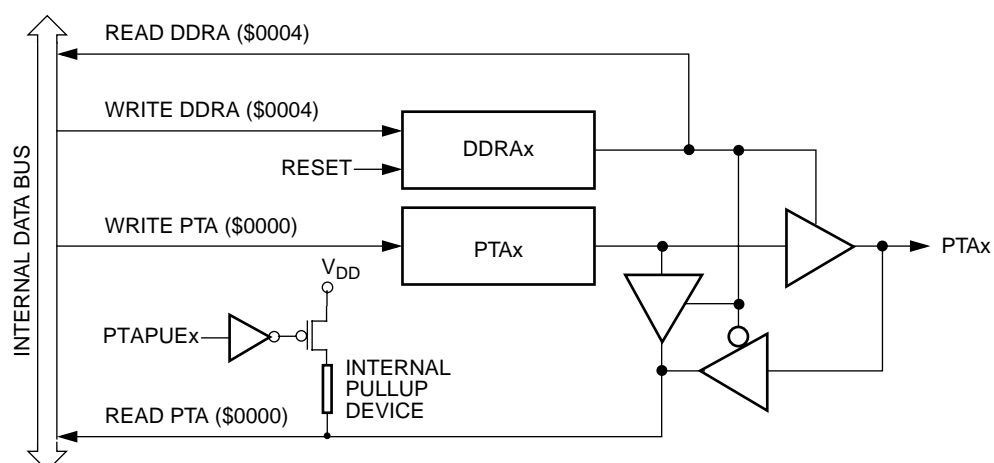 READ DDRA ($0004)
WRITE DDRA ($0004)
DDRAx
RESET
INTERNAL DATA BUS
WRITE PTA ($0000)
PTAx
PTAx
VDD
PTAPUEx
INTERNAL
PULLUP
DEVICE
READ PTA ($0000)